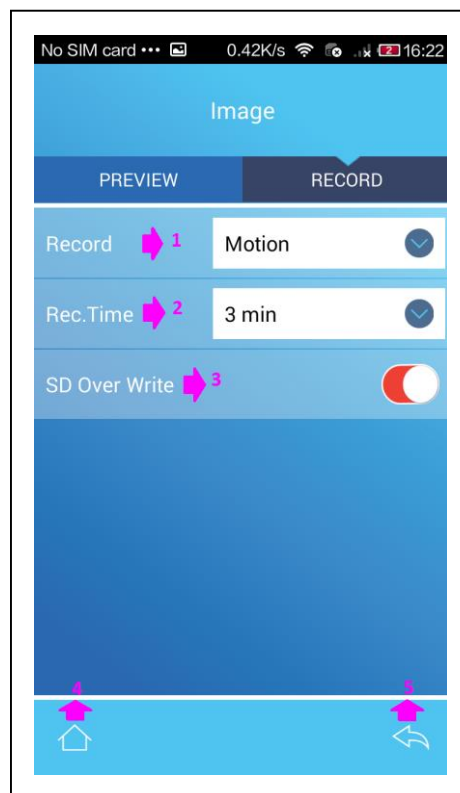 No SIM card ••• 0.42K/s 2 16:22
Image
PREVIEW RECORD
Record 1 Motion
Rec.Time 2 3 min
SD Over Write 3
4 5